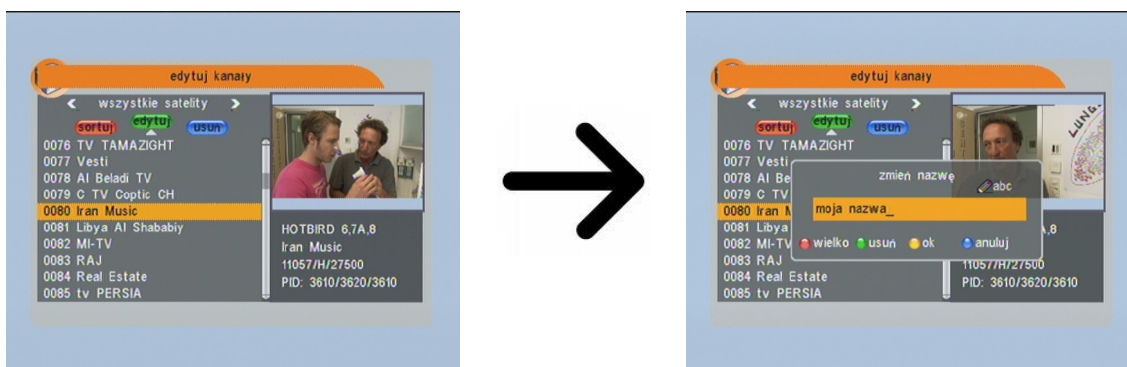 edytuj kanały
wszystkie satelity
sortuj edytuj usuń
0076 TV TAMAZIGHT
0077 Vesti
0078 Al Beladi TV
0079 C TV Coptic CH
0080 Iran Music
0081 Libya Al Shababiy
0082 MI-TV
0083 RAJ
0084 Real Estate
0085 tv PERSIA
HOTBIRD 6,7A,8
Iran Music
11057/H/27500
PID: 3610/3620/3610
edytuj kanały
wszystkie satelity
sortuj edytuj usuń
0076 TV TAMAZIGHT
0077 Vesti
0078 Al Be
0079 C TV
0080 Iran M
0081 Libya
0082 MI-TV
0083 RAJ
0084 Real Estate
0085 tv PERSIA
LUNG
zmień nazwę
abc
moja nazwa_
wielko usuń ok anuluj
A,8
11057/H/27500
PID: 3610/3620/3610